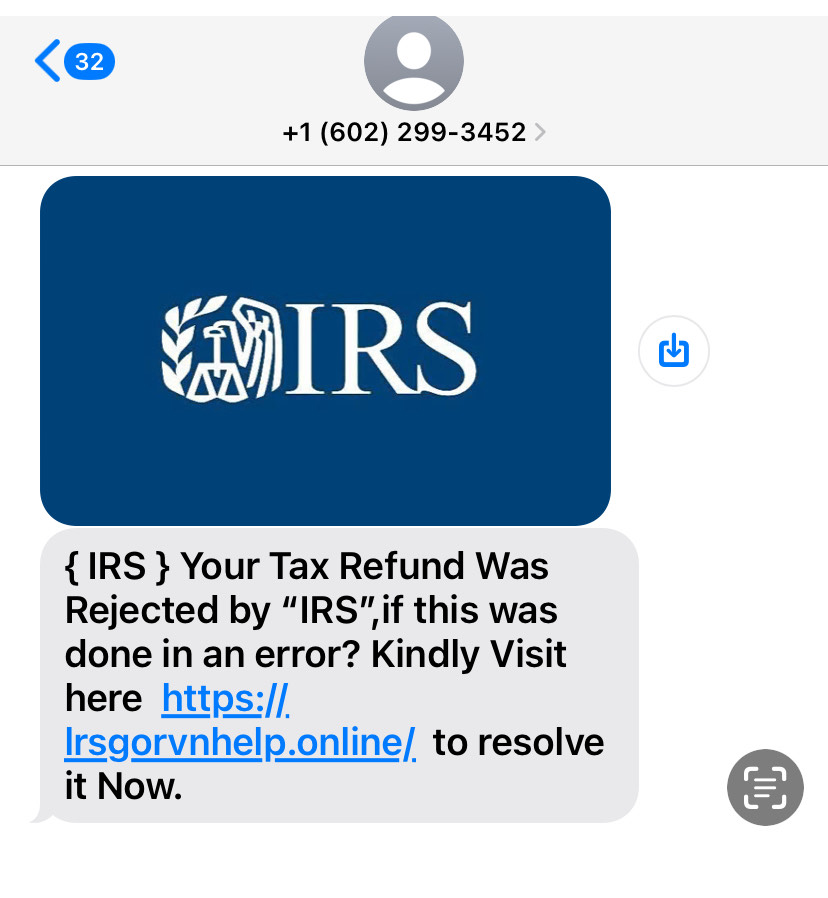 32
+1 (602) 299-3452
IRS
{ IRS } Your Tax Refund Was
Rejected by “IRS”,if this was
done in an error? Kindly Visit
here https://
lrsgorvnhelp.online/ to resolve
it Now.